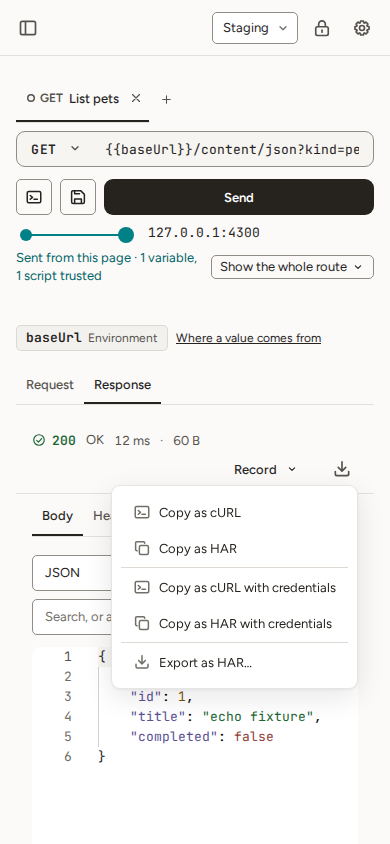 Staging
GET List pets
GET {{baseUrl}}/content/json?kind=pe
Send
127.0.0.1:4300
Sent from this page · 1 variable,
1 script trusted
Show the whole route
baseUrl Environment Where a value comes from
Request Response
200 OK 12 ms · 60 B
Record
Copy as cURL
Copy as HAR
Copy as cURL with credentials
Copy as HAR with credentials
Export as HAR...
Body Hea
JSON
Search, or a
1 {
2
3 "id": 1,
4 "title": "echo fixture",
5 "completed": false
6 }